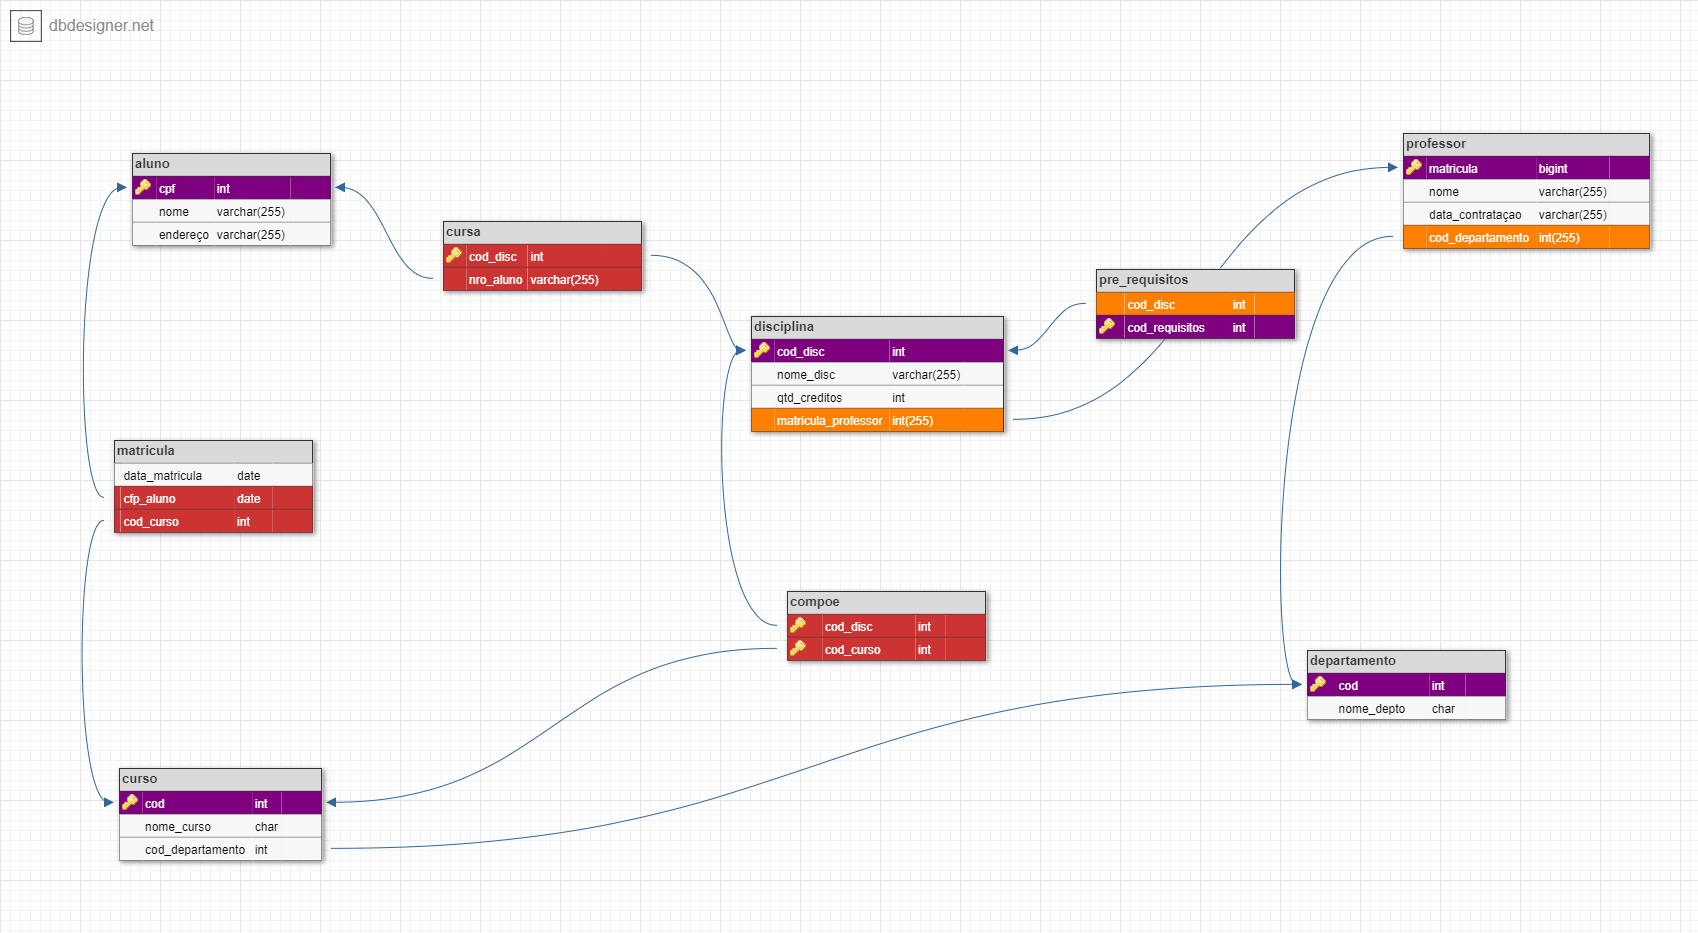 dbdesigner.net
aluno
cpf int
nome varchar(255)
endereço varchar(255)
cursa
cod_disc int
nro_aluno varchar(255)
professor
matricula bigint
nome varchar(255)
data_contrataçao varchar(255)
cod_departamento int(255)
pre_requisitos
cod_disc int
cod_requisitos int
disciplina
cod_disc int
nome_disc varchar(255)
qtd_creditos int
matricula_professor int(255)
matricula
data_matricula date
cfp_aluno date
cod_curso int
compoe
cod_disc int
cod_curso int
departamento
cod int
nome_depto char
curso
cod int
nome_curso char
cod_departamento int